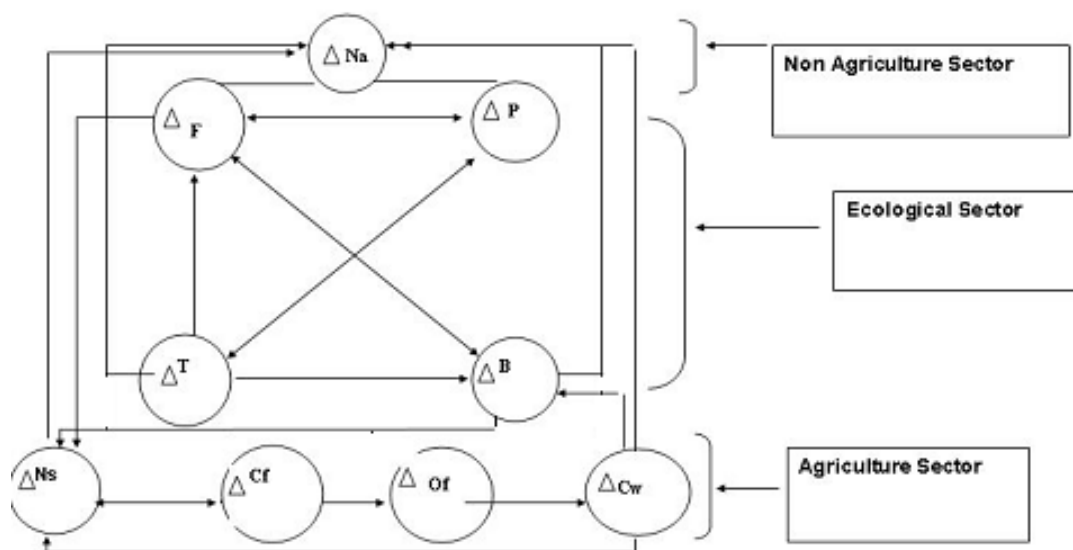 △ Na
Non Agriculture Sector
△ F
△ P
Ecological Sector
△ T
△ B
Agriculture Sector
△ Ns
△ Cf
△ Of
△ Cw